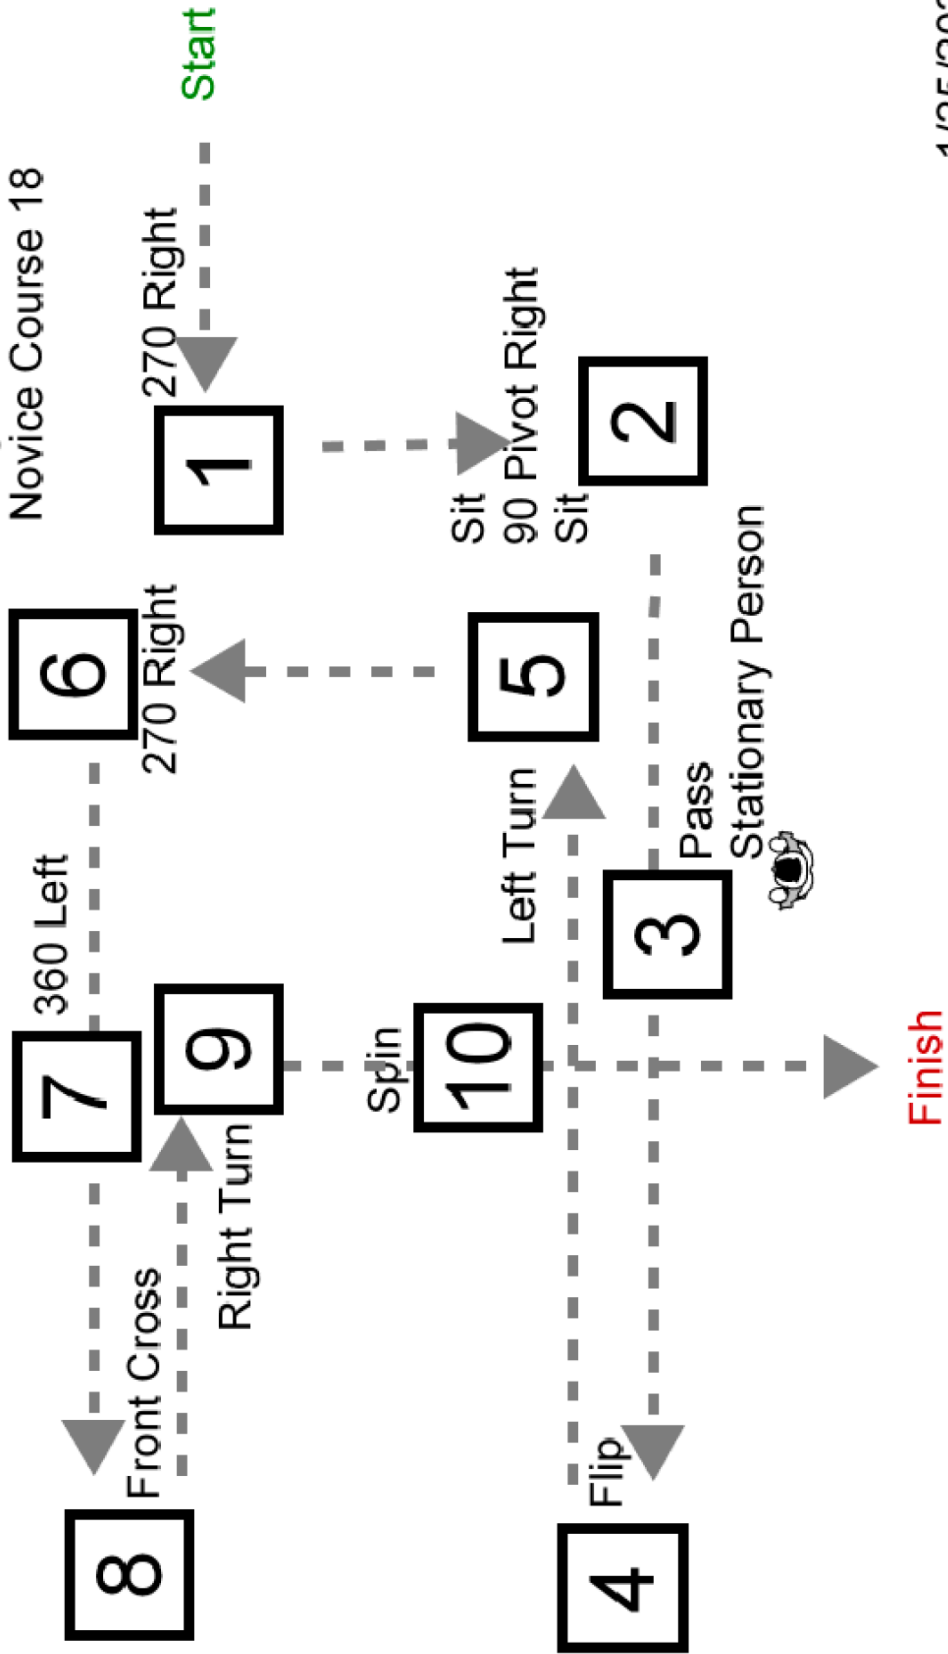 Novice Course 18
Start
270 Right
1
Sit
90 Pivot Right
Sit
2
Pass
Stationary Person
3
Flip
4
Left Turn
5
270 Right
6
360 Left
7
Front Cross
8
Right Turn
9
Spin
10
Finish